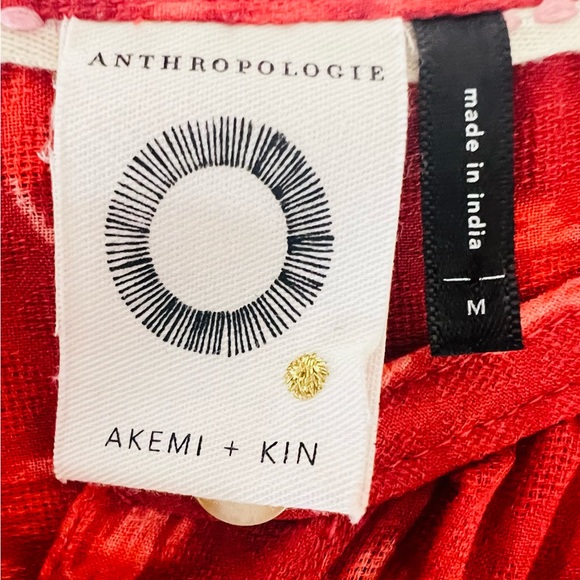 ANTHROPOLOGIE
AKEMI + KIN
made in india
M